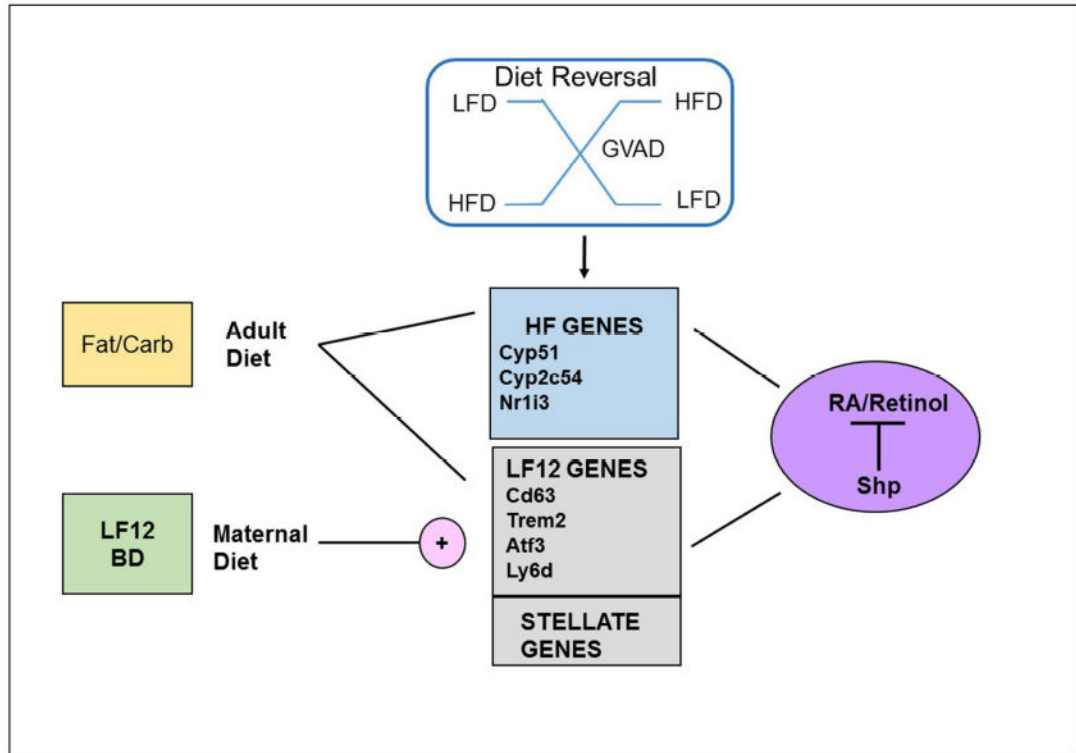 Diet Reversal
LFD
HFD
GVAD
HFD
LFD
Fat/Carb
Adult
Diet
HF GENES
Cyp51
Cyp2c54
Nr1i3
RA/Retinol
Shp
LF12 GENES
Cd63
Trem2
Atf3
Ly6d
LF12
BD
Maternal
Diet
+
STELLATE
GENES